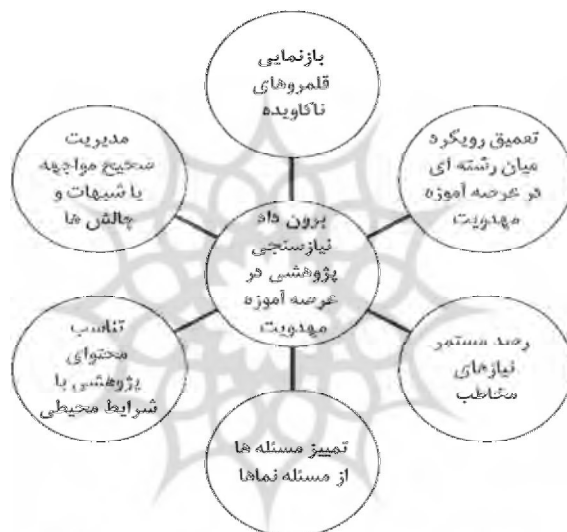 بازنمایی
قلمروهای
ناکاویده
تعمیق رویکرد
میان رشته ای
در عرصه آموزه
مهدویت
رصد مستمر
نیازهای
مخاطب
تمییز مسئله ها
از مسئله نماها
تناسب
محتوای
پژوهشی با
شرایط محیطی
مدیریت
صحیح مواجهه
با شبهات و
چالش ها
برون داد
نیازسنجی
پژوهشی در
عرصه آموزه
مهدویت